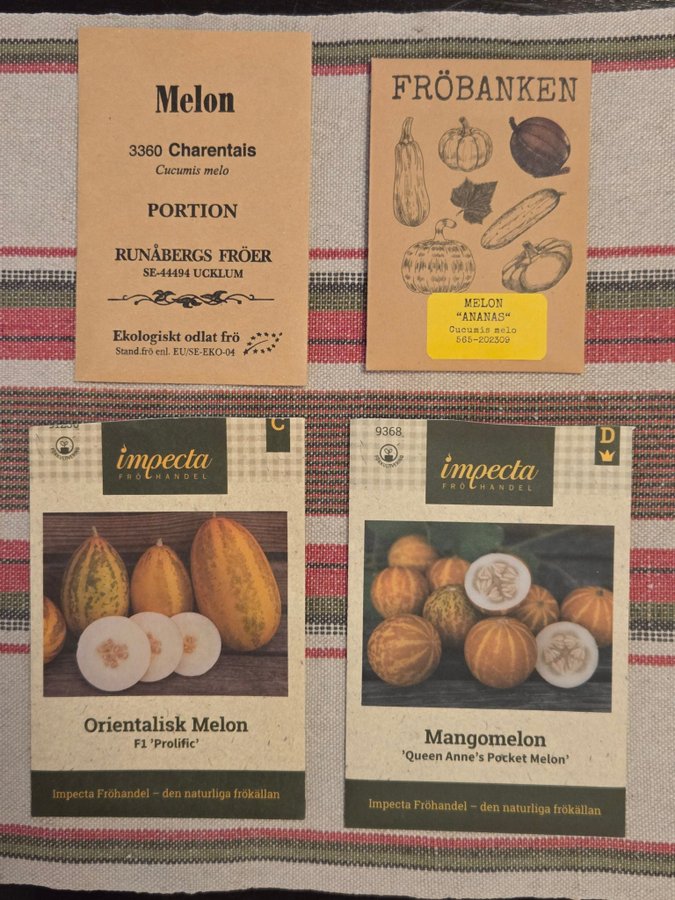 Melon
3360 Charentais
Cucumis melo
PORTION
RUNÅBERGS FRÖER
SE-44494 UCKLUM
Ekologiskt odlat frö
Stand.frö enl. EU/SE-EKO-04
FRÖBANKEN
MELON
"ANANAS"
Cucumis melo
565-202309
C
impecta
FRÖHANDEL
Orientalisk Melon
F1 'Prolific'
Impecta Fröhandel – den naturliga frökällan
9368
D
impecta
FRÖHANDEL
Mangomelon
'Queen Anne's Pocket Melon'
Impecta Fröhandel – den naturliga frökällan